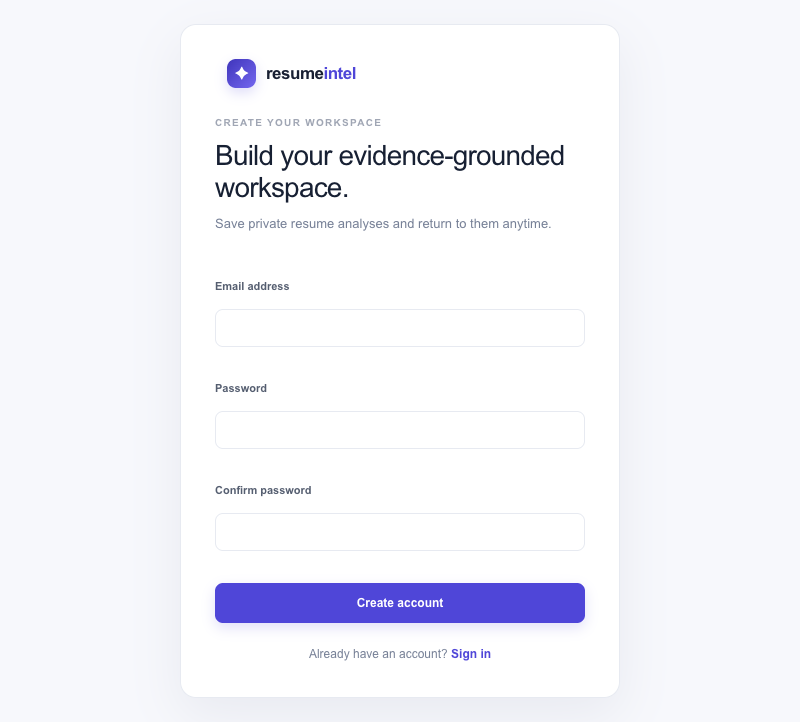 resumeintel
CREATE YOUR WORKSPACE
Build your evidence-grounded
workspace.
Save private resume analyses and return to them anytime.
Email address
Password
Confirm password
Create account
Already have an account? Sign in